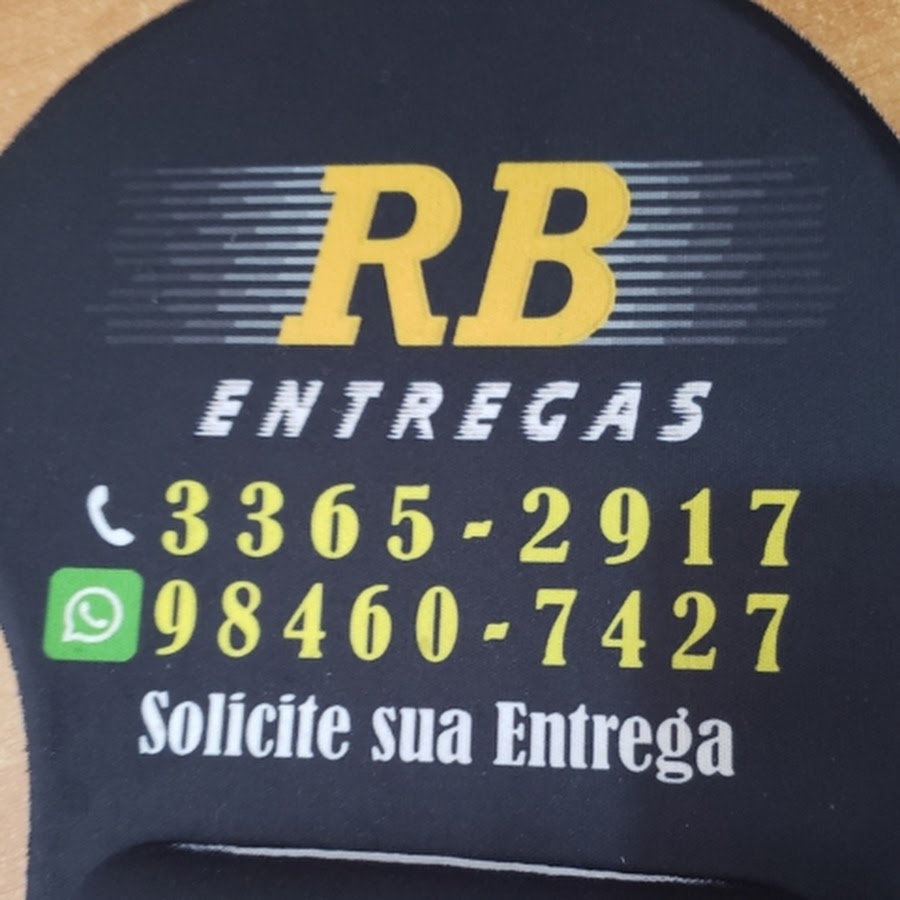 RB
ENTREGAS
3365-2917
98460-7427
Solicite sua Entrega